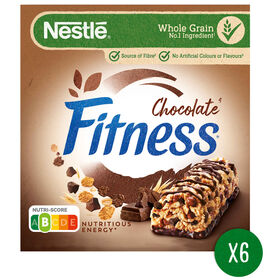 Nestlé
Whole Grain
No.1 Ingredient*
Source of Fibre*
No Artificial Colours or Flavours*
Chocolate
Fitness®
NUTRI-SCORE
A B C D E
NUTRITIOUS
ENERGY*
X6